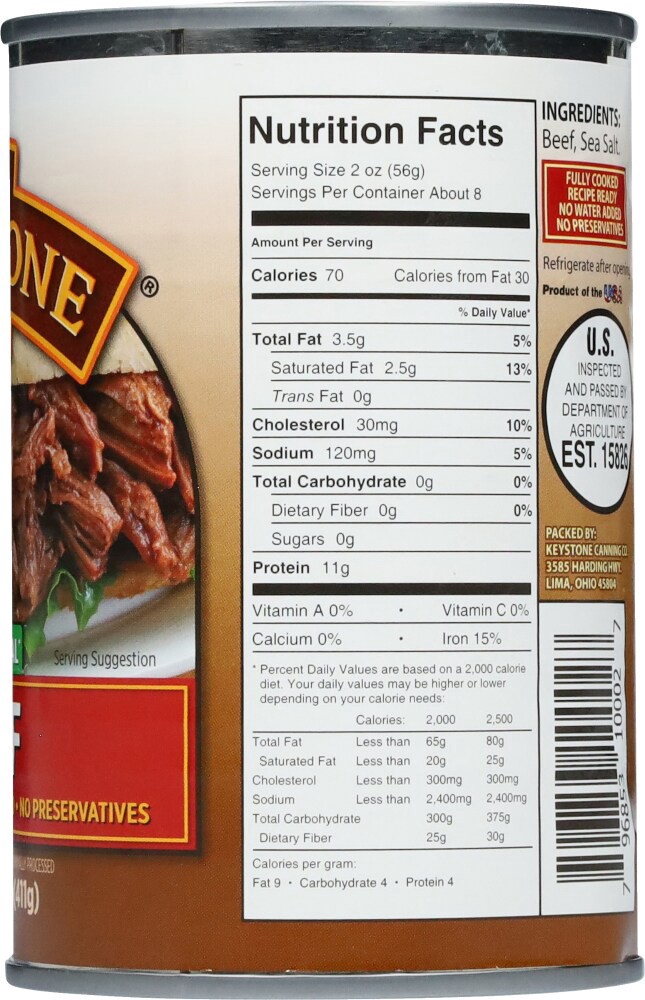 ONE
®
Serving Suggestion
• NO PRESERVATIVES
PROCESSED
(411g)
Nutrition Facts
Serving Size 2 oz (56g)
Servings Per Container About 8
Amount Per Serving
Calories 70 Calories from Fat 30
% Daily Value*
Total Fat 3.5g 5%
Saturated Fat 2.5g 13%
Trans Fat 0g
Cholesterol 30mg 10%
Sodium 120mg 5%
Total Carbohydrate 0g 0%
Dietary Fiber 0g 0%
Sugars 0g
Protein 11g
Vitamin A 0% • Vitamin C 0%
Calcium 0% • Iron 15%
* Percent Daily Values are based on a 2,000 calorie
diet. Your daily values may be higher or lower
depending on your calorie needs:
Calories: 2,000 2,500
Total Fat Less than 65g 80g
Saturated Fat Less than 20g 25g
Cholesterol Less than 300mg 300mg
Sodium Less than 2,400mg 2,400mg
Total Carbohydrate 300g 375g
Dietary Fiber 25g 30g
Calories per gram:
Fat 9 • Carbohydrate 4 • Protein 4
INGREDIENTS:
Beef, Sea Salt.
FULLY COOKED
RECIPE READY
NO WATER ADDED
NO PRESERVATIVES
Refrigerate after opening
Product of the USA
U.S.
INSPECTED
AND PASSED BY
DEPARTMENT OF
AGRICULTURE
EST. 15826
PACKED BY:
KEYSTONE CANNING CO.
3585 HARDING HWY.
LIMA, OHIO 45804
7 96853 10002 7